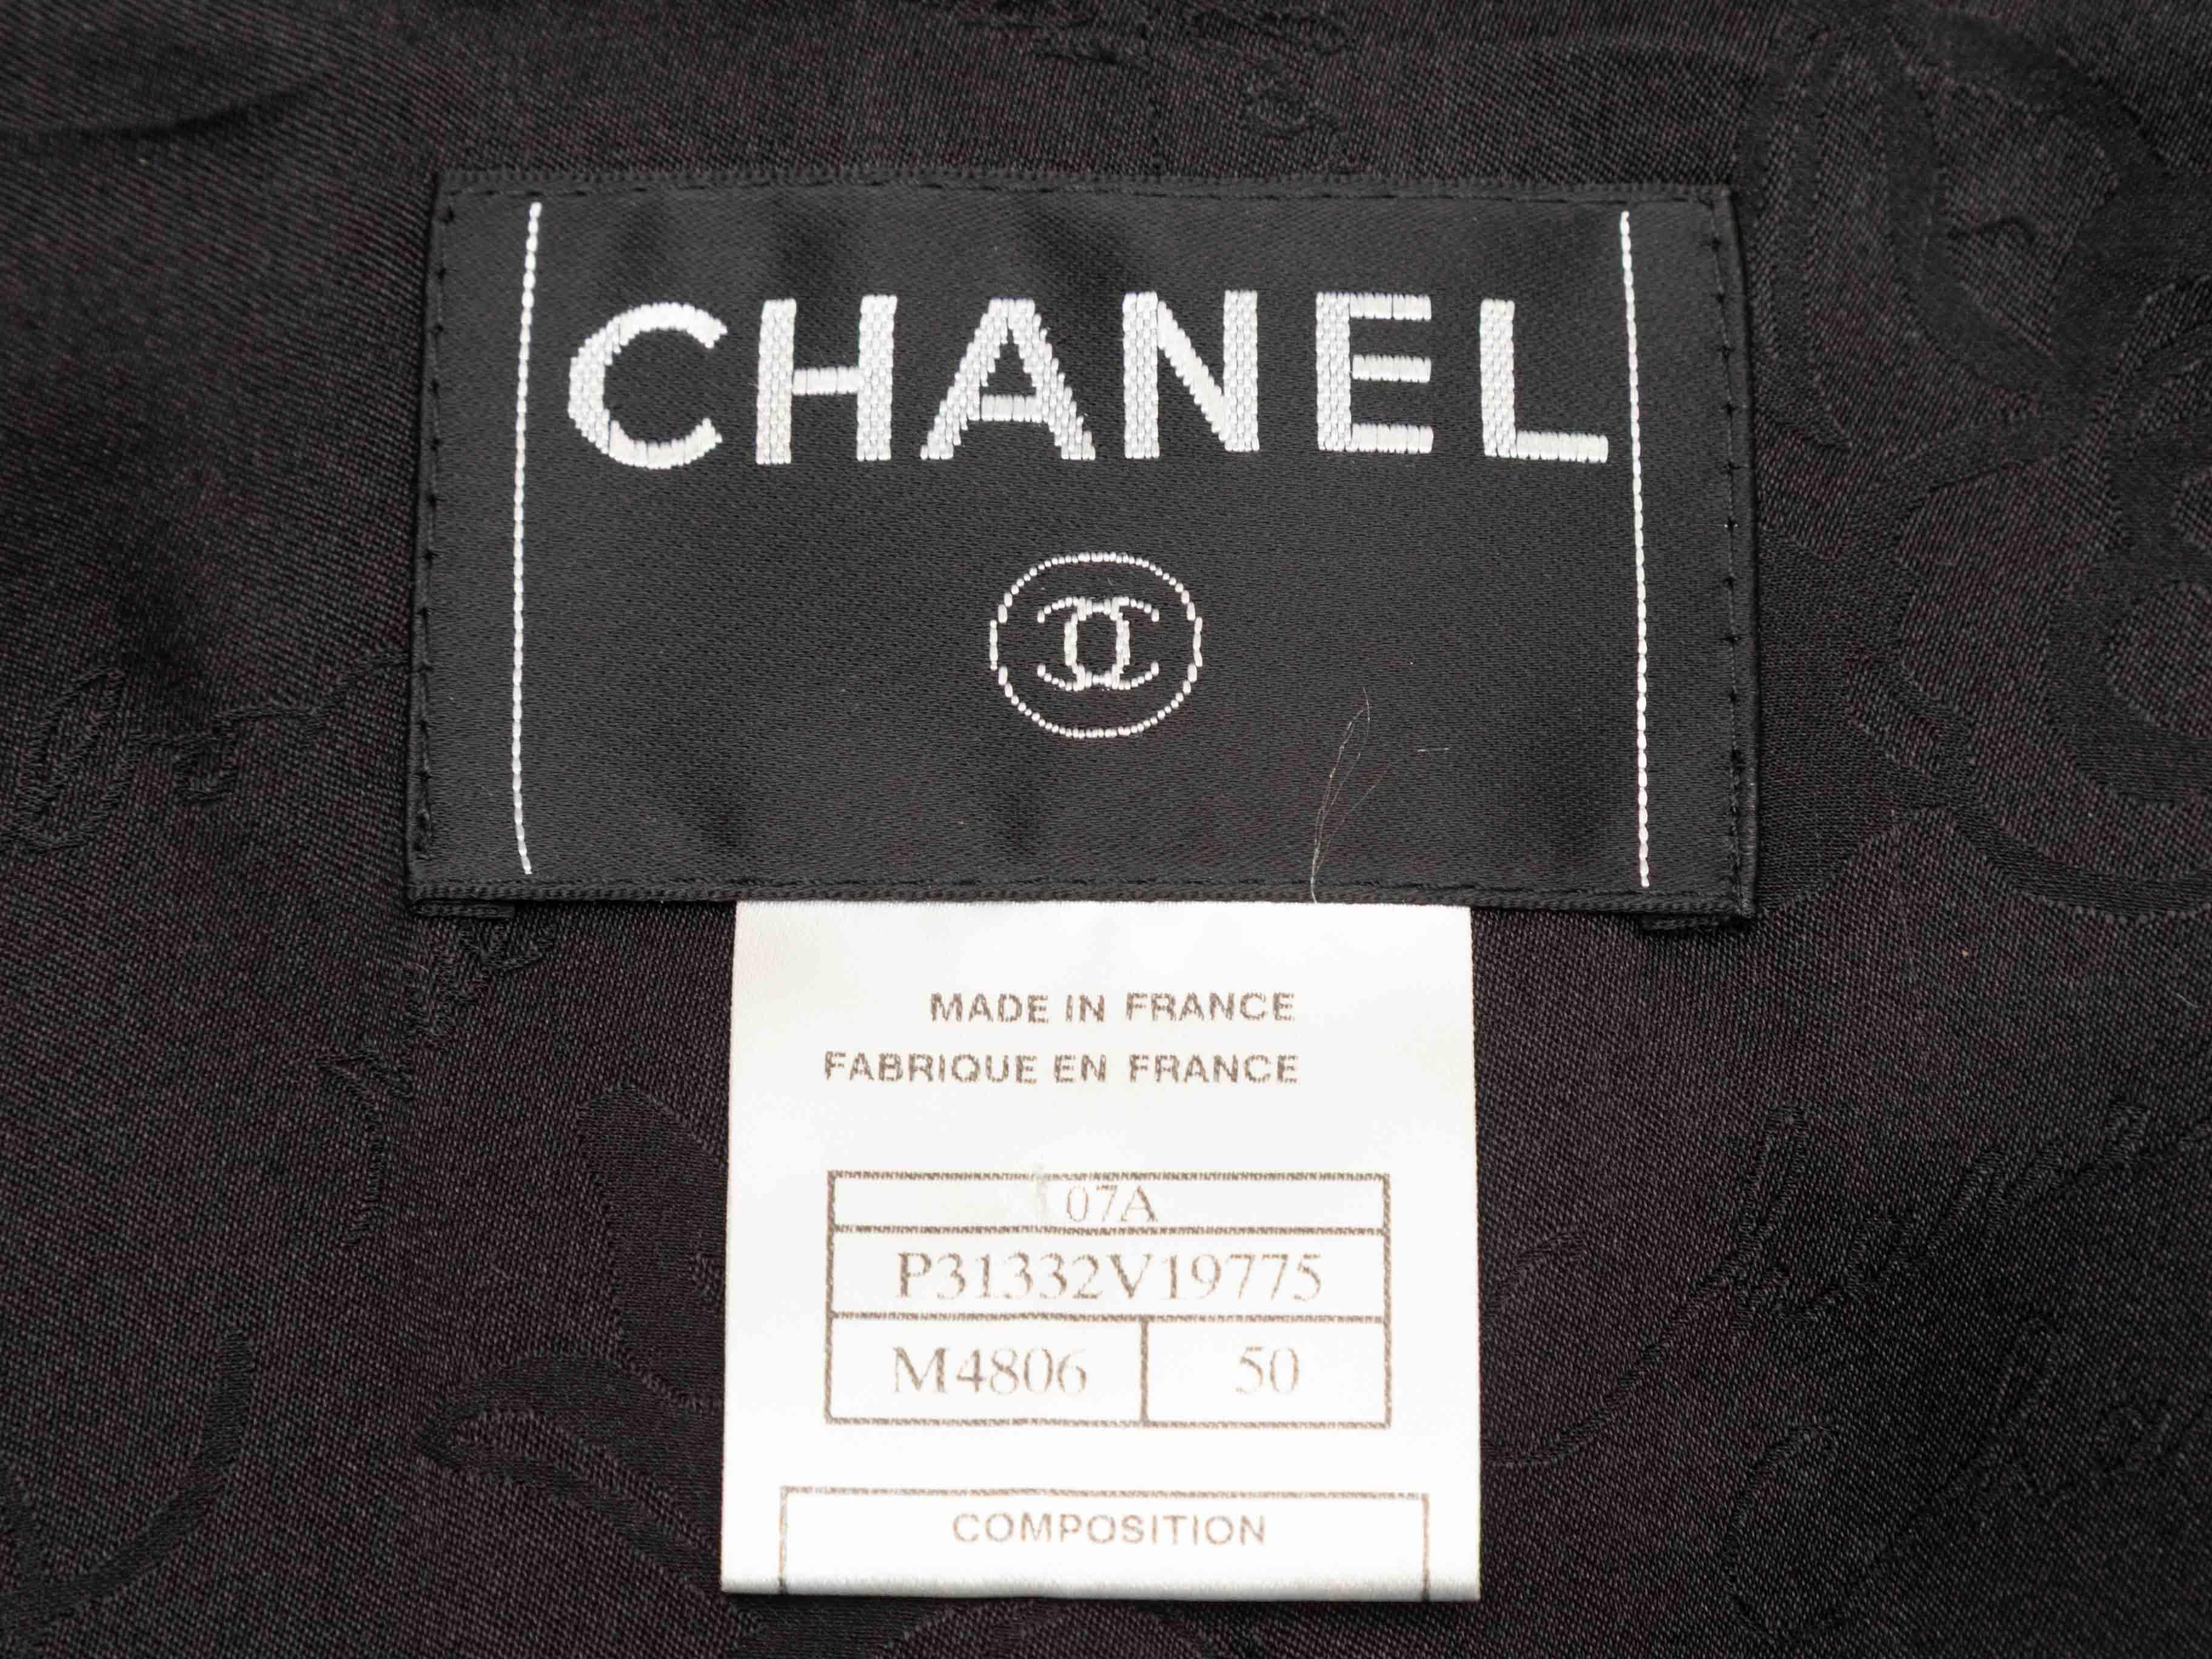 CHANEL
MADE IN FRANCE
FABRIQUE EN FRANCE
07A
P31332V19775
M4806 50
COMPOSITION